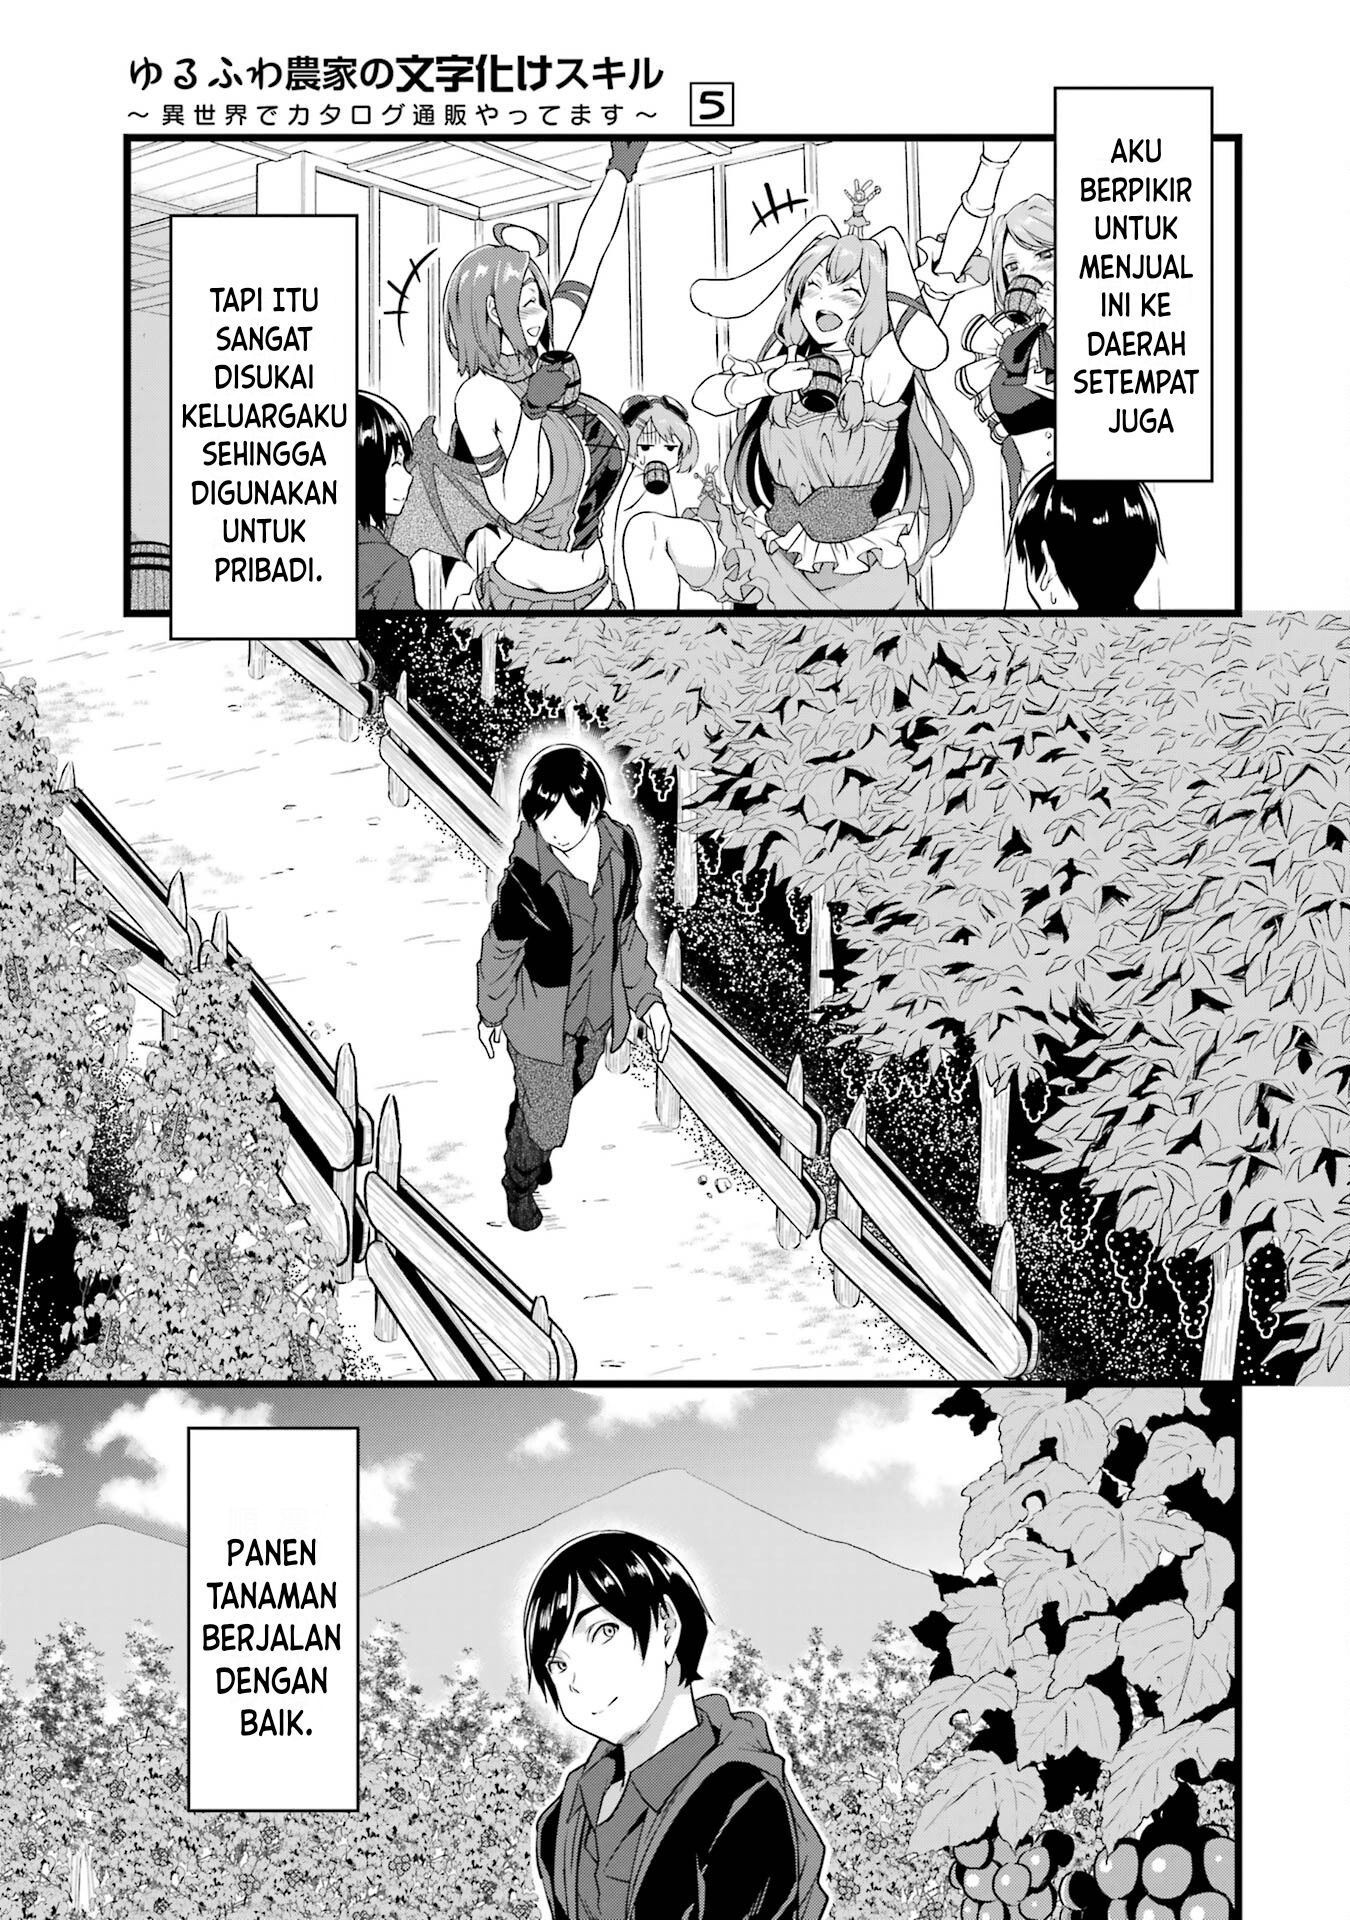 ゆるふわ農家の文字化けスキル
～異世界でカタログ通販やってます～
5
AKU
BERPIKIR
UNTUK
MENJUAL
INI KE
DAERAH
SETEMPAT
JUGA
TAPI ITU
SANGAT
DISUKAI
KELUARGAKU
SEHINGGA
DIGUNAKAN
UNTUK
PRIBADI.
PANEN
TANAMAN
BERJALAN
DENGAN
BAIK.